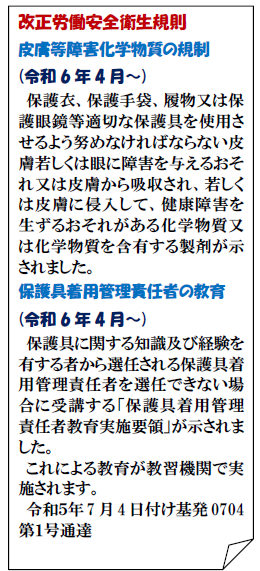 改正労働安全衛生規則
皮膚等障害化学物質の規制
(令和６年４月～)
保護衣、保護手袋、履物又は保
護眼鏡等適切な保護具を使用さ
せるよう努めなければならない皮
膚若しくは眼に障害を与えるおそ
れ又は皮膚から吸収され、若しく
は皮膚に侵入して、健康障害を
生ずるおそれがある化学物質又
は化学物質を含有する製剤が示
されました。
保護具着用管理責任者の教育
(令和６年４月～)
保護具に関する知識及び経験を
有する者から選任される保護具着
用管理責任者を選任できない場
合に受講する「保護具着用管理
責任者教育実施要領」が示されま
した。
これによる教育が教習機関で実
施されます。
令和5年７月４日付け基発0704
第1号通達